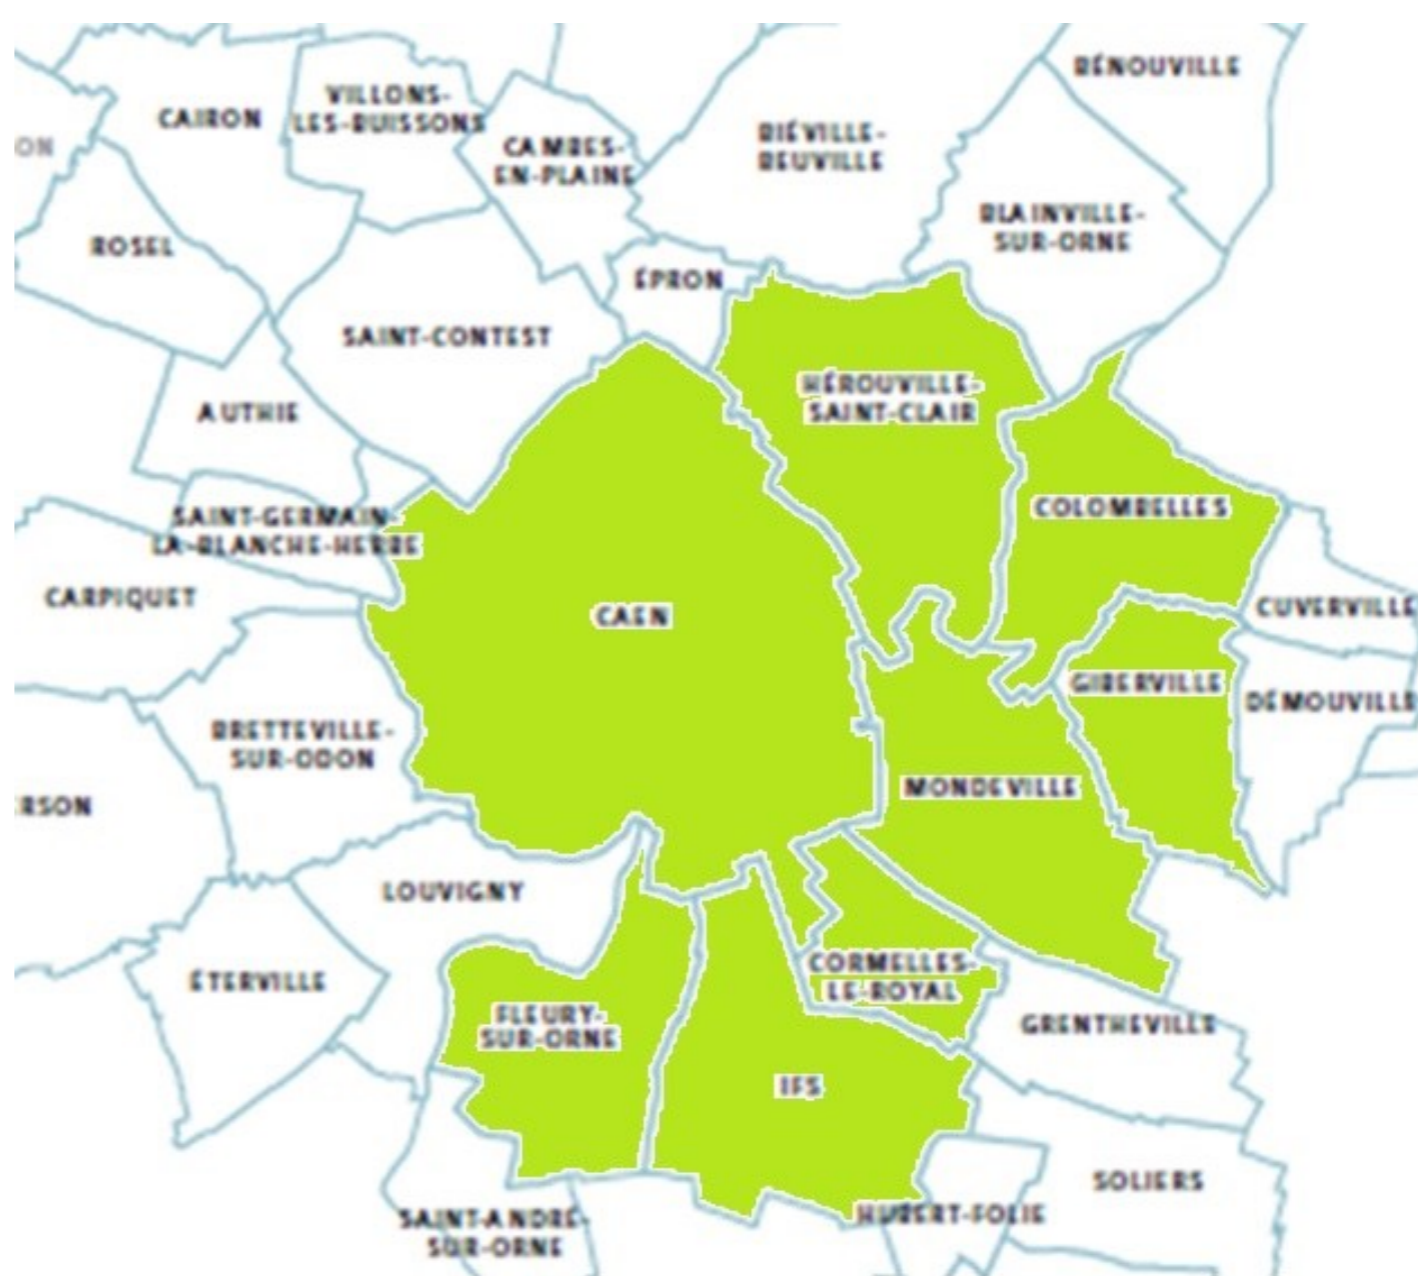 BÉNOUVILLE
VILLONS-
LES-BUISSONS
CAIRON
BIÉVILLE-
BEUVILLE
CAMBES-
EN-PLAINE
ON
BLAINVILLE-
SUR-ORNE
ROSEL
ÉPRON
SAINT-CONTEST
HÉROUVILLE-
SAINT-CLAIR
AUTHIE
COLOMBELLES
SAINT-GERMAIN-
LA-BLANCHE-HERBE
CARPIQUET
CUVERVILLE
CAEN
GIBERVILLE
DÉMOUVILLE
BRETTEVILLE-
SUR-ODON
MONDEVILLE
RSON
LOUVIGNY
CORMELLES-
LE-ROYAL
ÉTERVILLE
FLEURY-
SUR-ORNE
GRENTHEVILLE
IFS
SOLIERS
HUBERT-FOLIE
SAINT-ANDRÉ-
SUR-ORNE